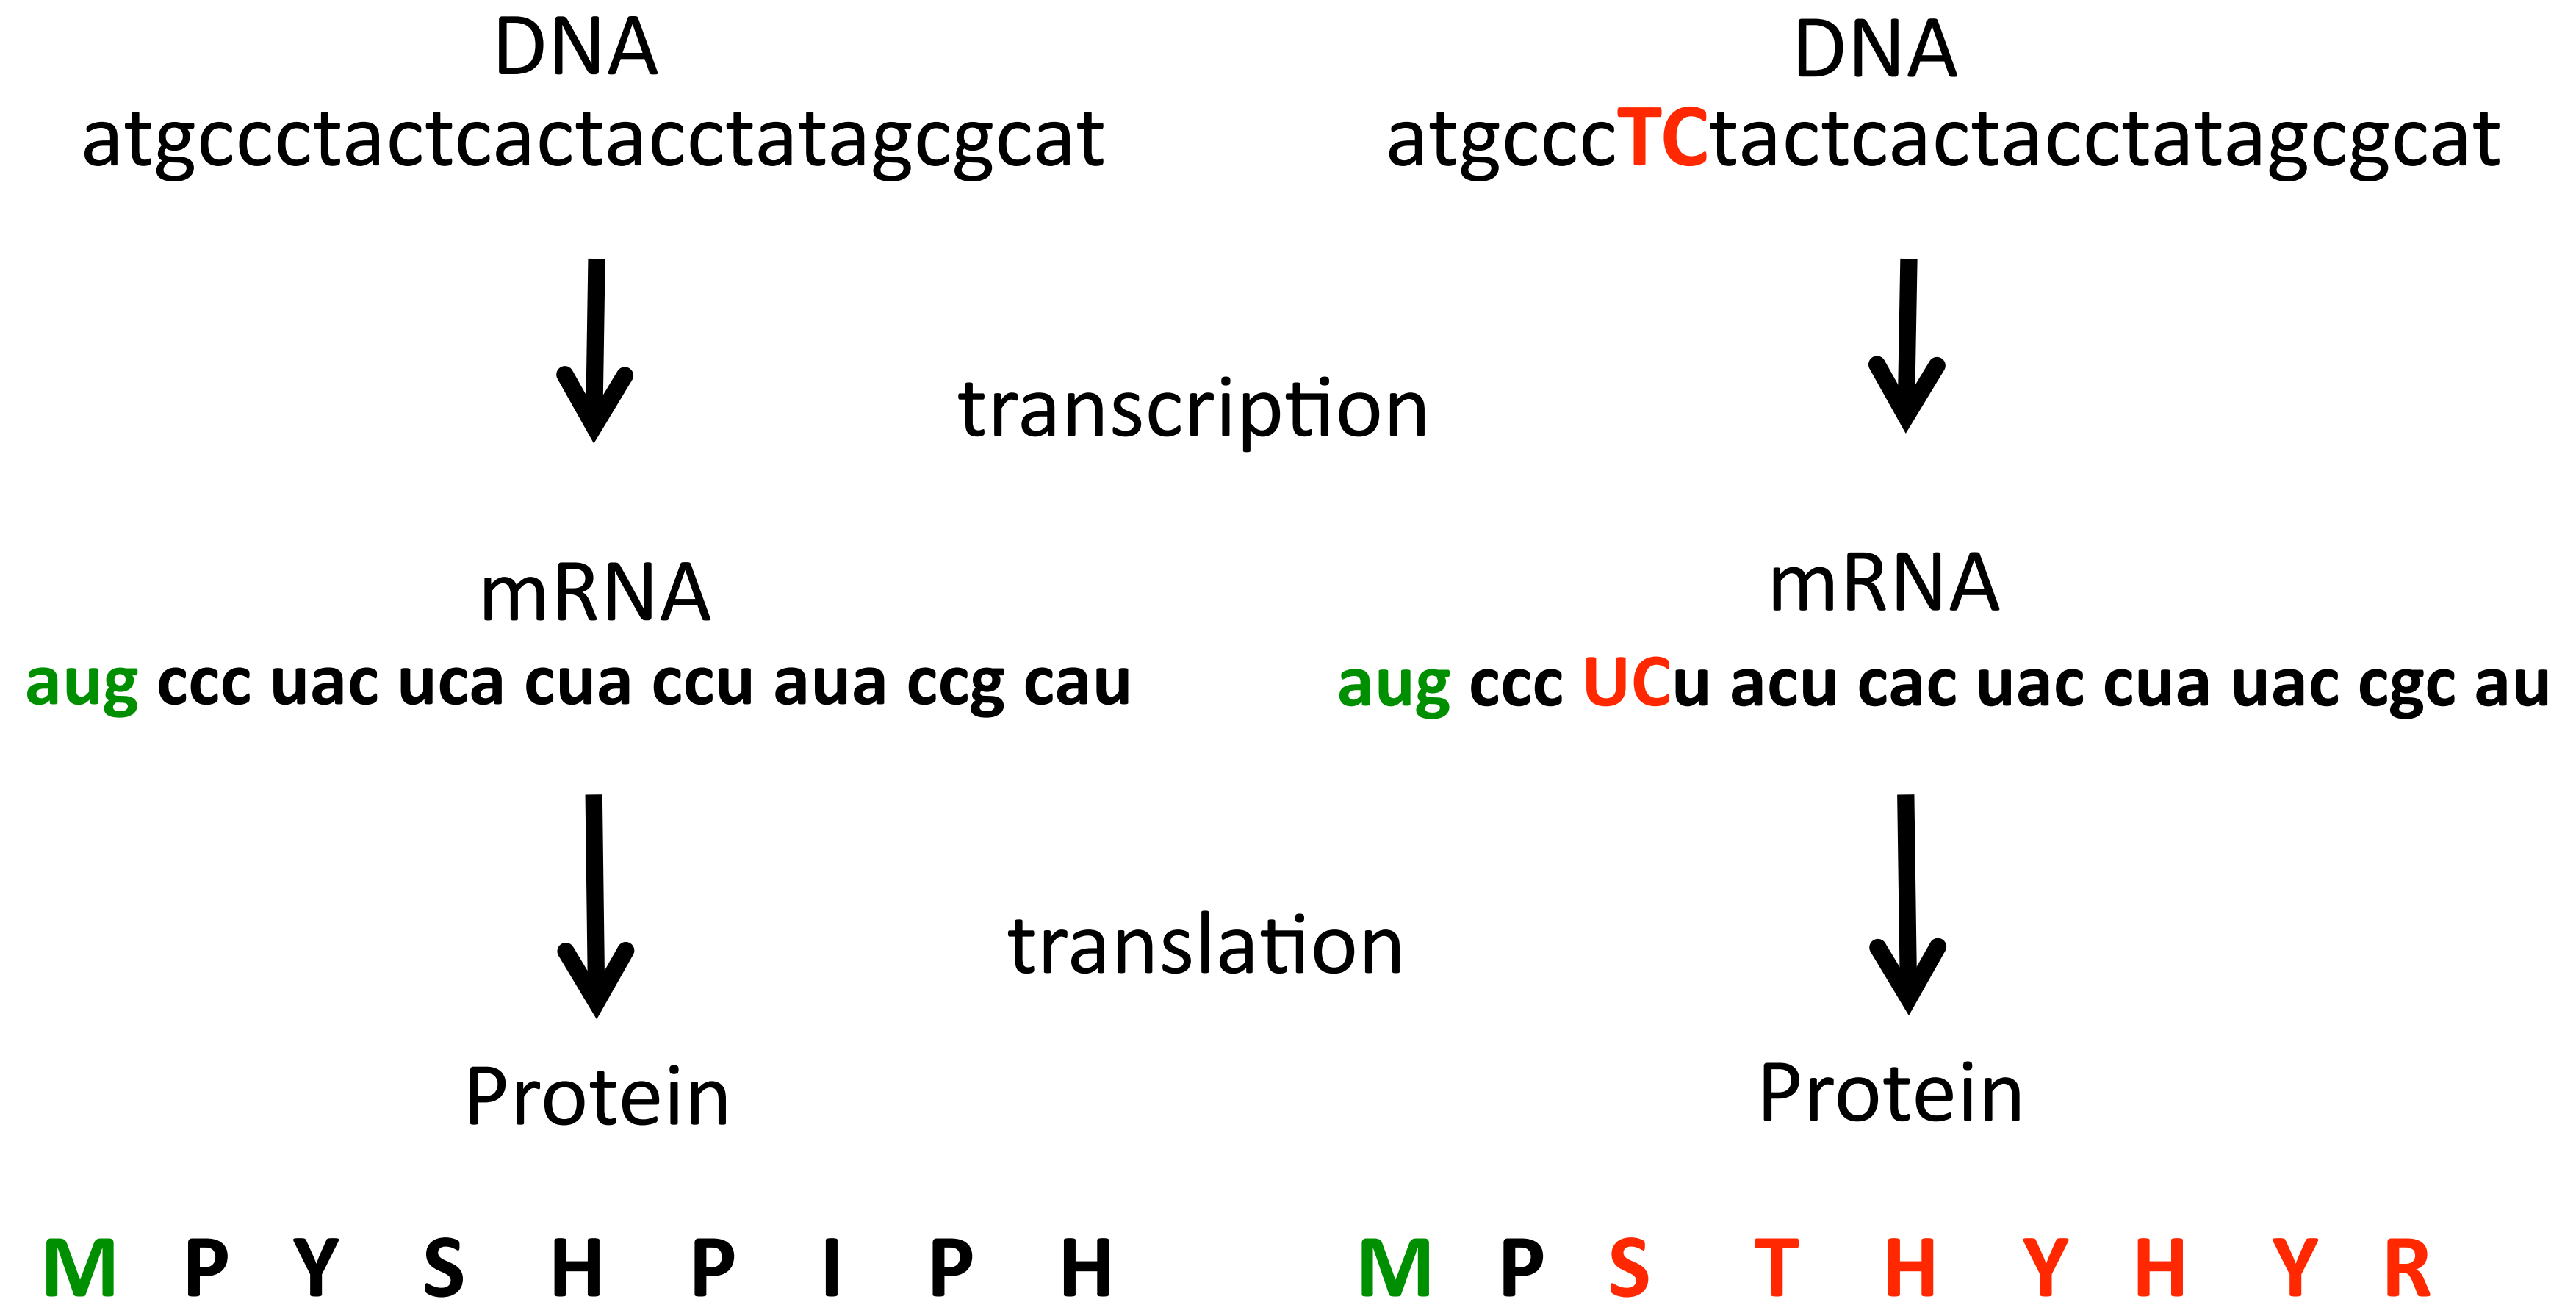 DNA
atgccctactcactacctatagcgcat
transcription
mRNA
aug ccc uac uca cua ccu aua ccg cau
translation
Protein
M P Y S H P I P H
DNA
atgcccTCtactcactacctatagcgcat
mRNA
aug ccc UCu acu cac uac cua uac cgc au
Protein
M P S T H Y H Y R